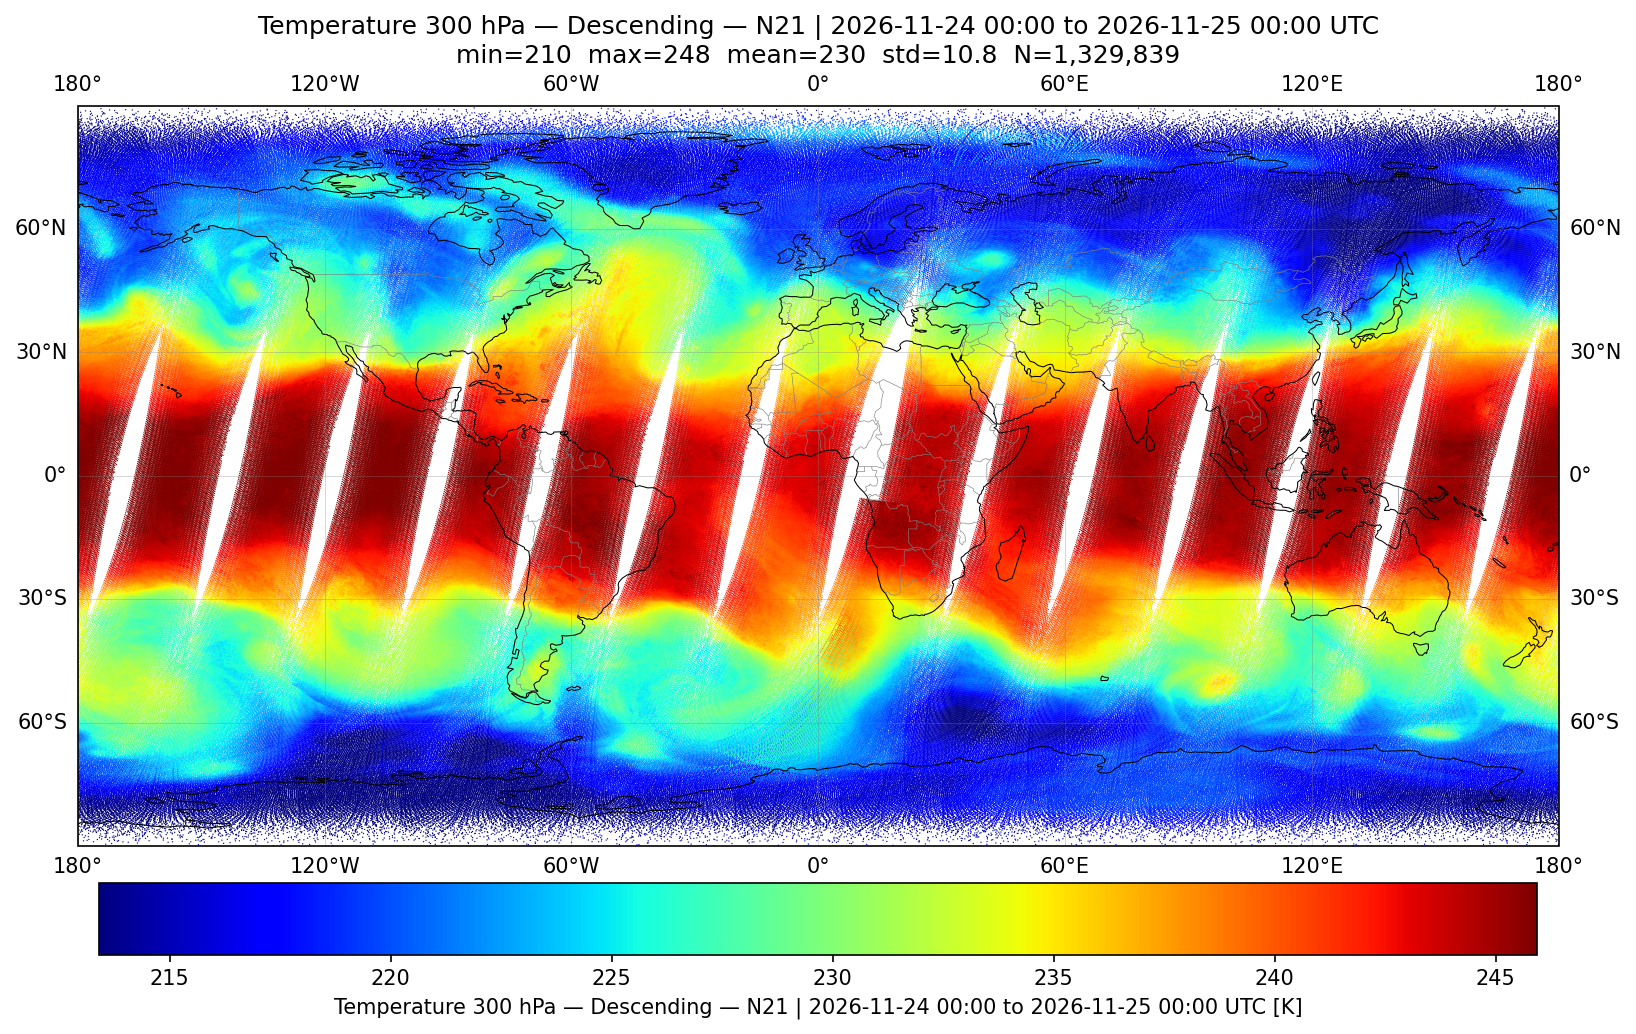 Temperature 300 hPa — Descending — N21 | 2026-11-24 00:00 to 2026-11-25 00:00 UTC
min=210 max=248 mean=230 std=10.8 N=1,329,839
180° 120°W 60°W 0° 60°E 120°E 180°
60°N 60°N
30°N 30°N
0° 0°
30°S 30°S
60°S 60°S
180° 120°W 60°W 0° 60°E 120°E 180°
215 220 225 230 235 240 245
Temperature 300 hPa — Descending — N21 | 2026-11-24 00:00 to 2026-11-25 00:00 UTC [K]